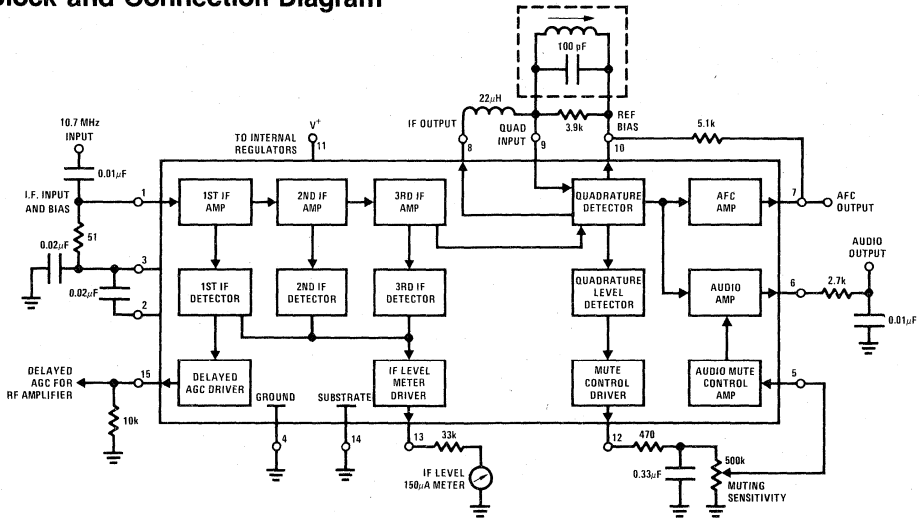 Block and Connection Diagram
100 pF
22μH
3.9k
IF OUTPUT
8
QUAD
INPUT
9
REF
BIAS
10
5.1k
10.7 MHz
INPUT
0.01μF
TO INTERNAL
REGULATORS
V+
11
I.F. INPUT
AND BIAS
1
51
0.02μF
3
0.02μF
2
1ST IF
AMP
2ND IF
AMP
3RD IF
AMP
QUADRATURE
DETECTOR
AFC
AMP
7
AFC
OUTPUT
1ST IF
DETECTOR
2ND IF
DETECTOR
3RD IF
DETECTOR
QUADRATURE
LEVEL
DETECTOR
AUDIO
AMP
6
2.7k
AUDIO
OUTPUT
0.01μF
DELAYED
AGC FOR
RF AMPLIFIER
15
10k
DELAYED
AGC DRIVER
GROUND
4
SUBSTRATE
14
IF LEVEL
METER
DRIVER
13
33k
IF LEVEL
150μA METER
MUTE
CONTROL
DRIVER
12
470
0.33μF
500k
MUTING
SENSITIVITY
AUDIO MUTE
CONTROL
AMP
5